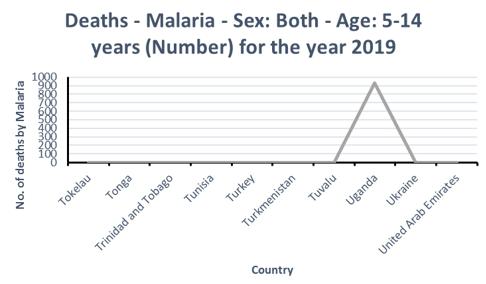 Deaths - Malaria - Sex: Both - Age: 5-14
years (Number) for the year 2019
No. of deaths by Malaria
1000
900
800
700
600
500
400
300
200
100
0
Tokelau
Tonga
Trinidad and Tobago
Tunisia
Turkey
Turkmenistan
Tuvalu
Uganda
Ukraine
United Arab Emirates
Country